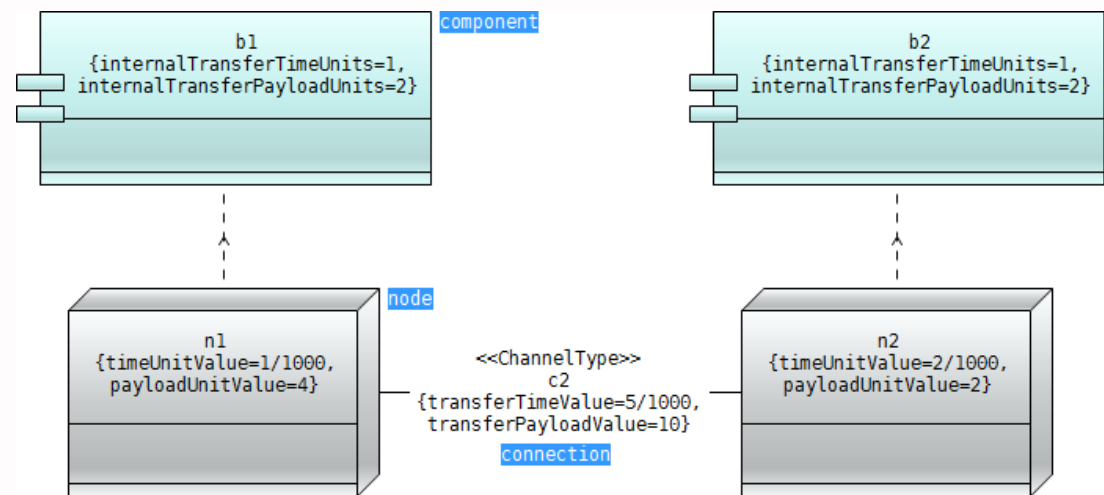 component
b1
{internalTransferTimeUnits=1,
internalTransferPayloadUnits=2}
b2
{internalTransferTimeUnits=1,
internalTransferPayloadUnits=2}
node
n1
{timeUnitValue=1/1000,
payloadUnitValue=4}
<<ChannelType>>
c2
{transferTimeValue=5/1000,
transferPayloadValue=10}
connection
n2
{timeUnitValue=2/1000,
payloadUnitValue=2}